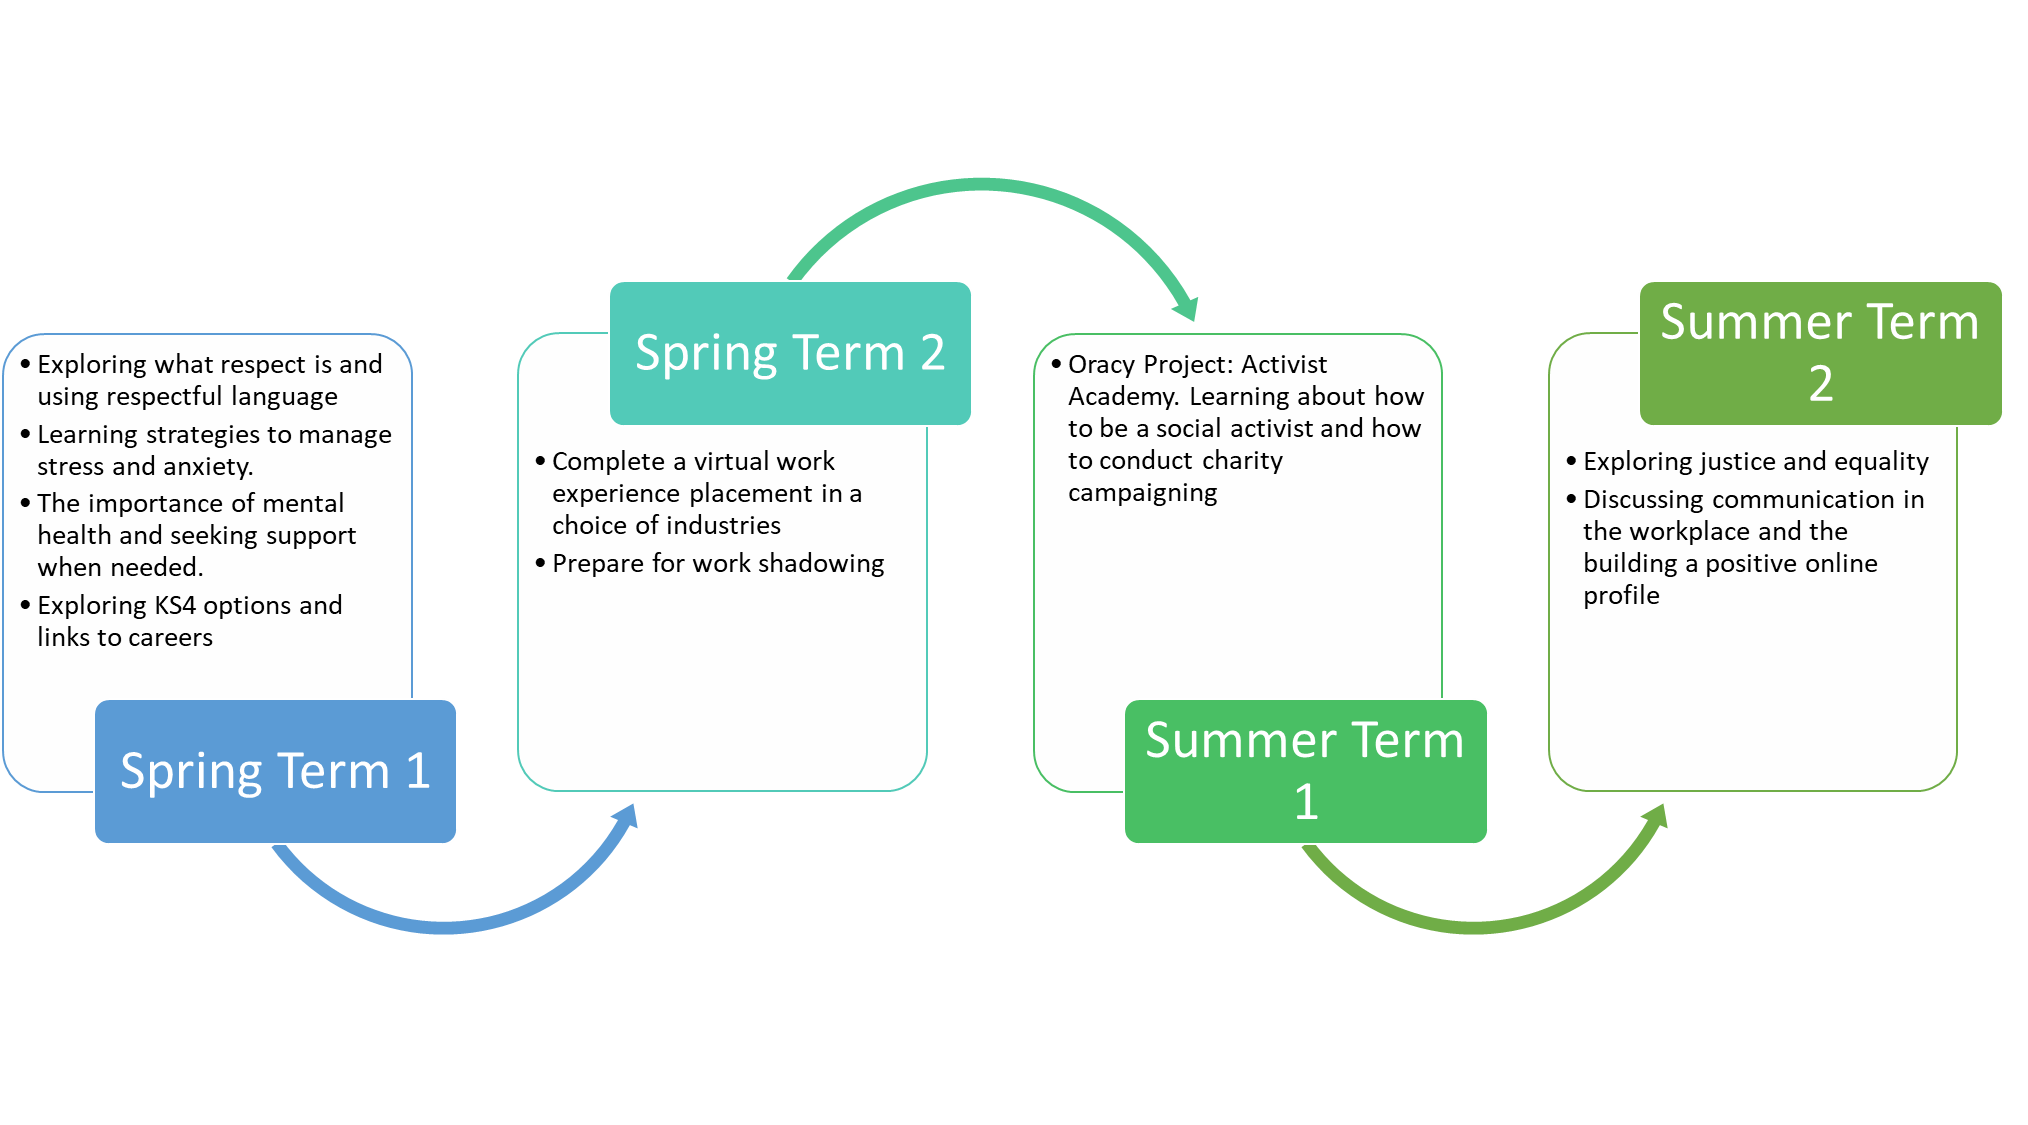 • Exploring what respect is and
using respectful language
• Learning strategies to manage
stress and anxiety.
• The importance of mental
health and seeking support
when needed.
• Exploring KS4 options and
links to careers
Spring Term 1
Spring Term 2
• Complete a virtual work
experience placement in a
choice of industries
• Prepare for work shadowing
• Oracy Project: Activist
Academy. Learning about how
to be a social activist and how
to conduct charity
campaigning
Summer Term
1
Summer Term
2
• Exploring justice and equality
• Discussing communication in
the workplace and the
building a positive online
profile